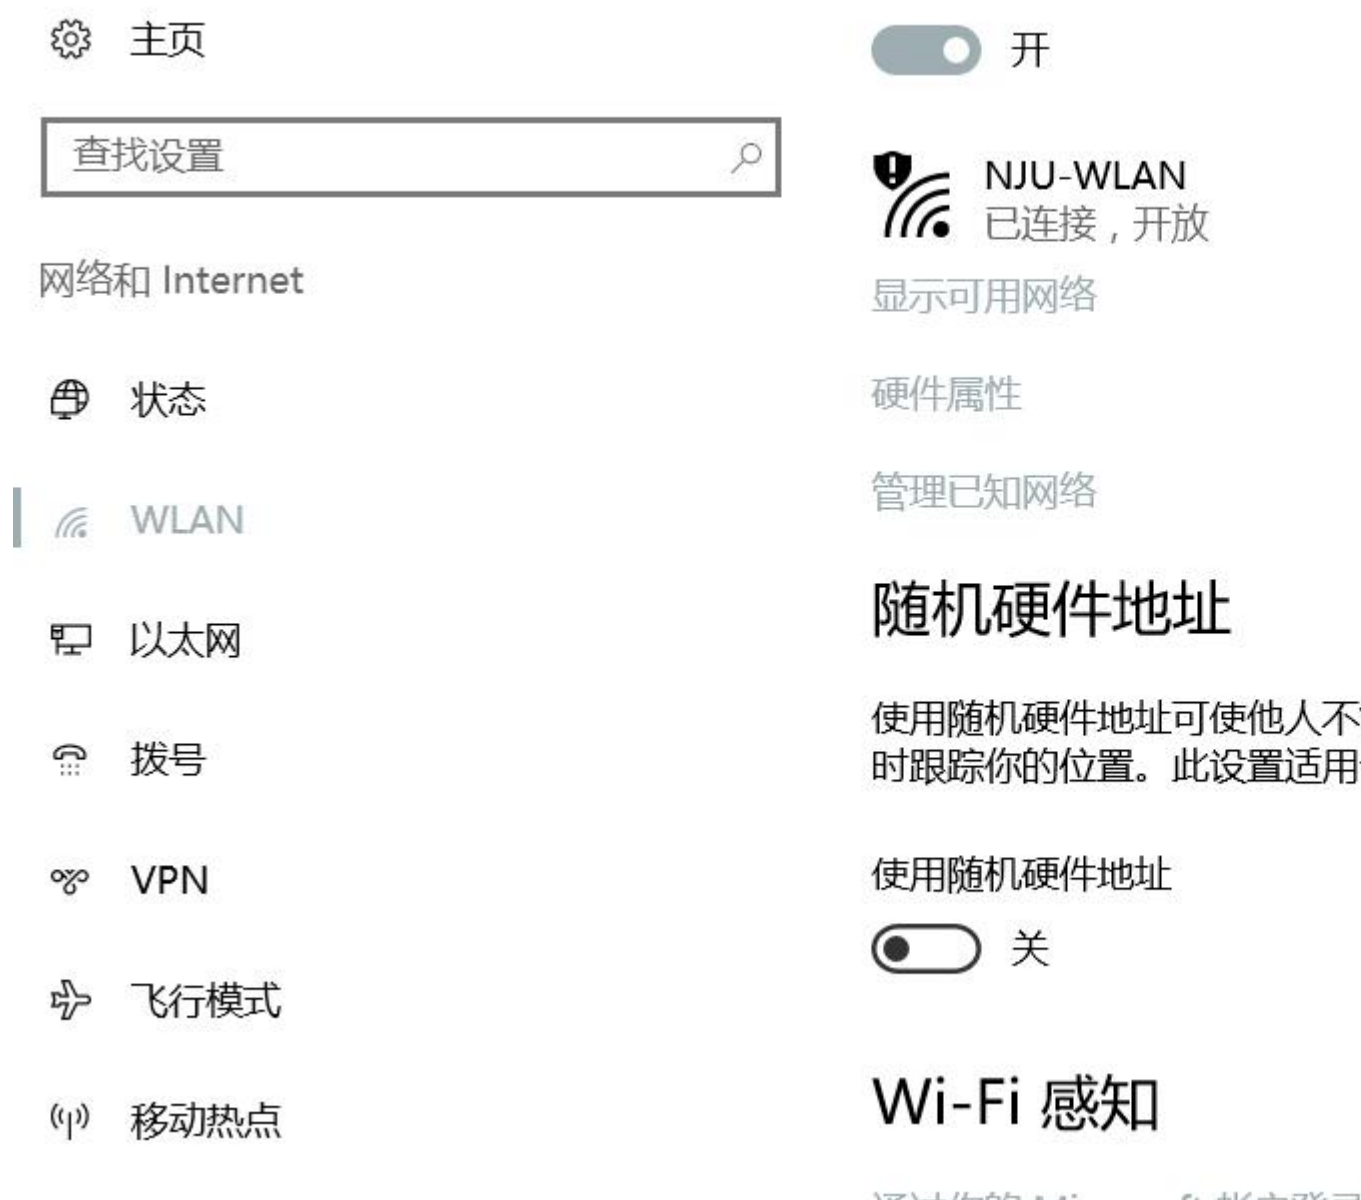 主页
查找设置
网络和 Internet
状态
WLAN
以太网
拨号
VPN
飞行模式
移动热点
开
NJU-WLAN
已连接，开放
显示可用网络
硬件属性
管理已知网络
随机硬件地址
使用随机硬件地址可使他人不
时跟踪你的位置。此设置适用
使用随机硬件地址
关
Wi-Fi 感知